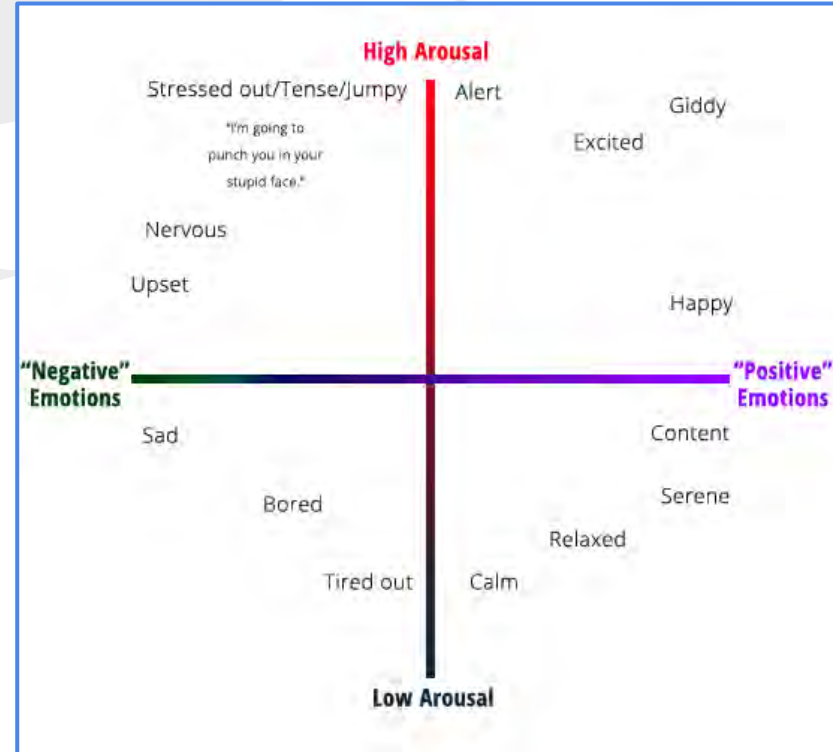 High Arousal
Stressed out/Tense/Jumpy
Alert
Giddy
"I'm going to
punch you in your
stupid face."
Excited
Nervous
Upset
Happy
"Negative"
Emotions
"Positive"
Emotions
Sad
Content
Bored
Serene
Relaxed
Tired out
Calm
Low Arousal